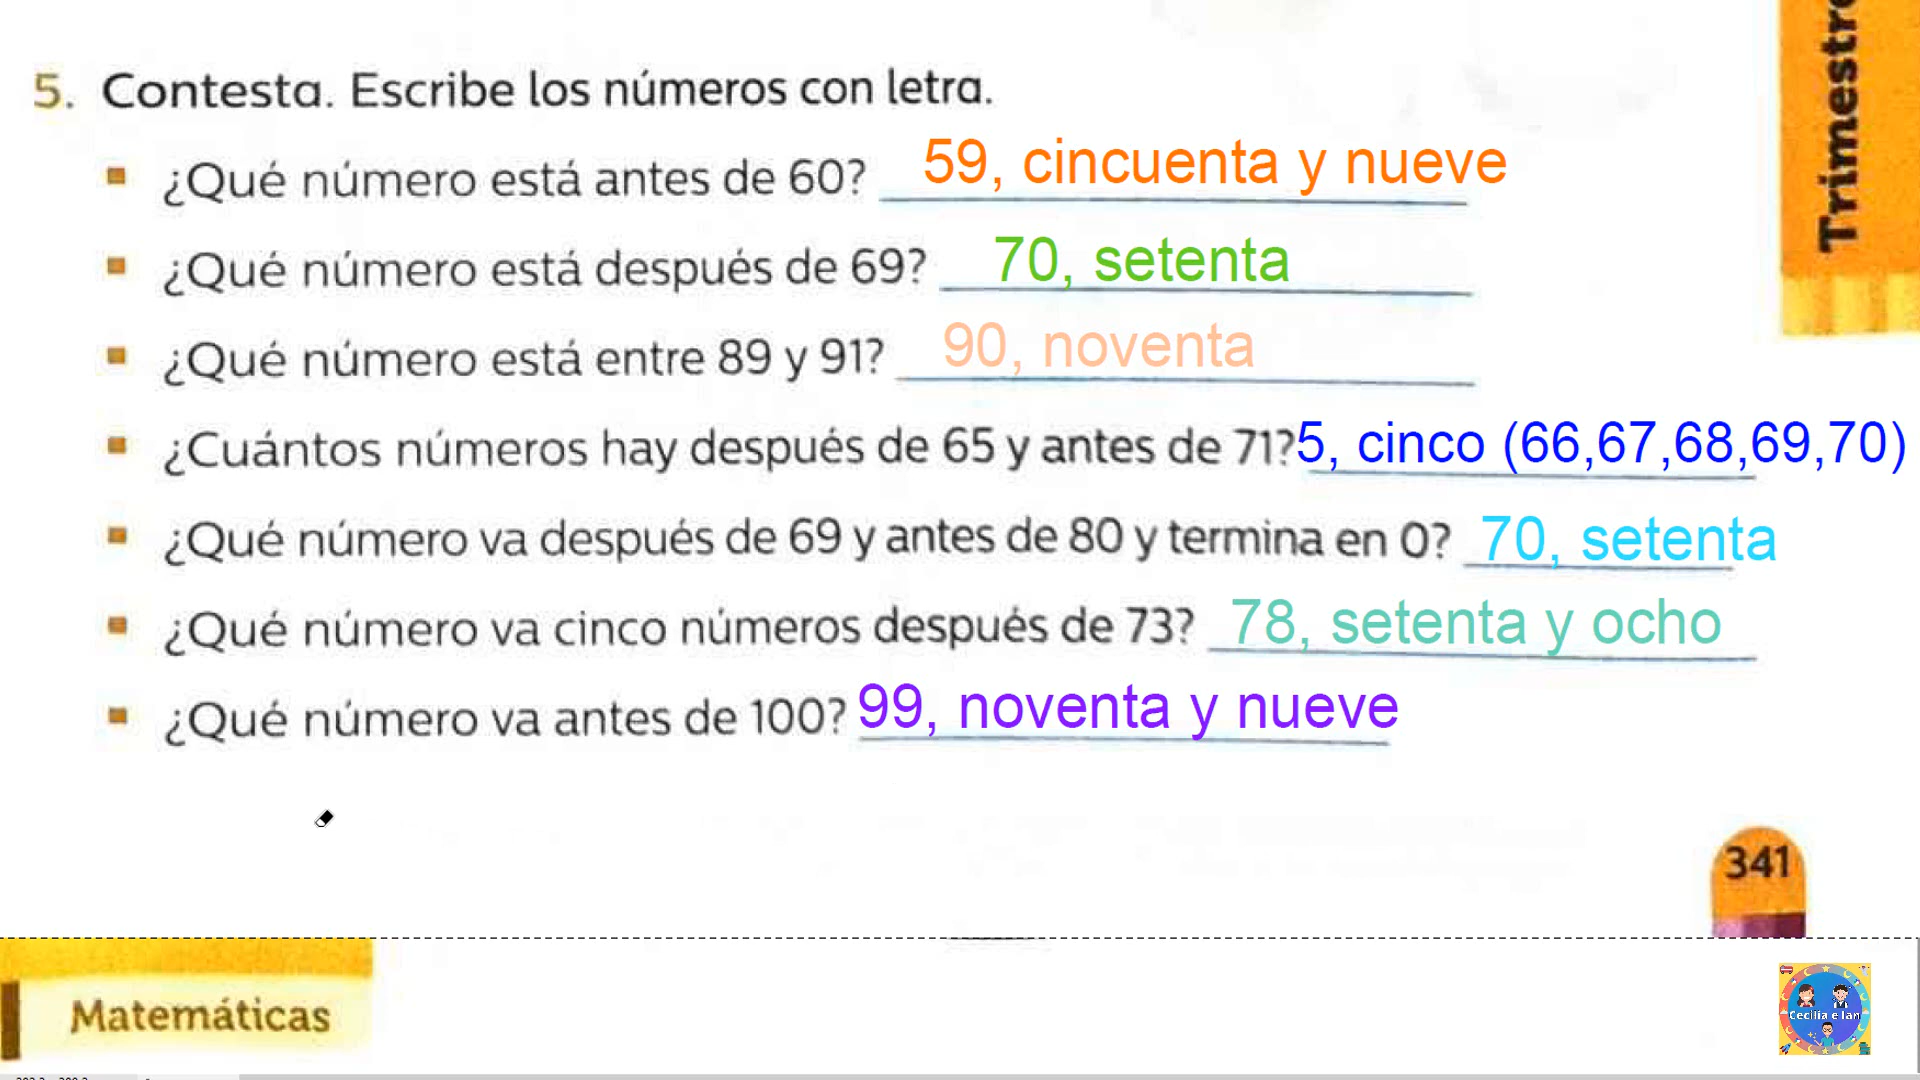 Trimestre
5. Contesta. Escribe los números con letra.
¿Qué número está antes de 60? 59, cincuenta y nueve
¿Qué número está después de 69? 70, setenta
¿Qué número está entre 89 y 91? 90, noventa
¿Cuántos números hay después de 65 y antes de 71? 5, cinco (66,67,68,69,70)
¿Qué número va después de 69 y antes de 80 y termina en 0? 70, setenta
¿Qué número va cinco números después de 73? 78, setenta y ocho
¿Qué número va antes de 100? 99, noventa y nueve
341
Matemáticas
Cecilia e Ian